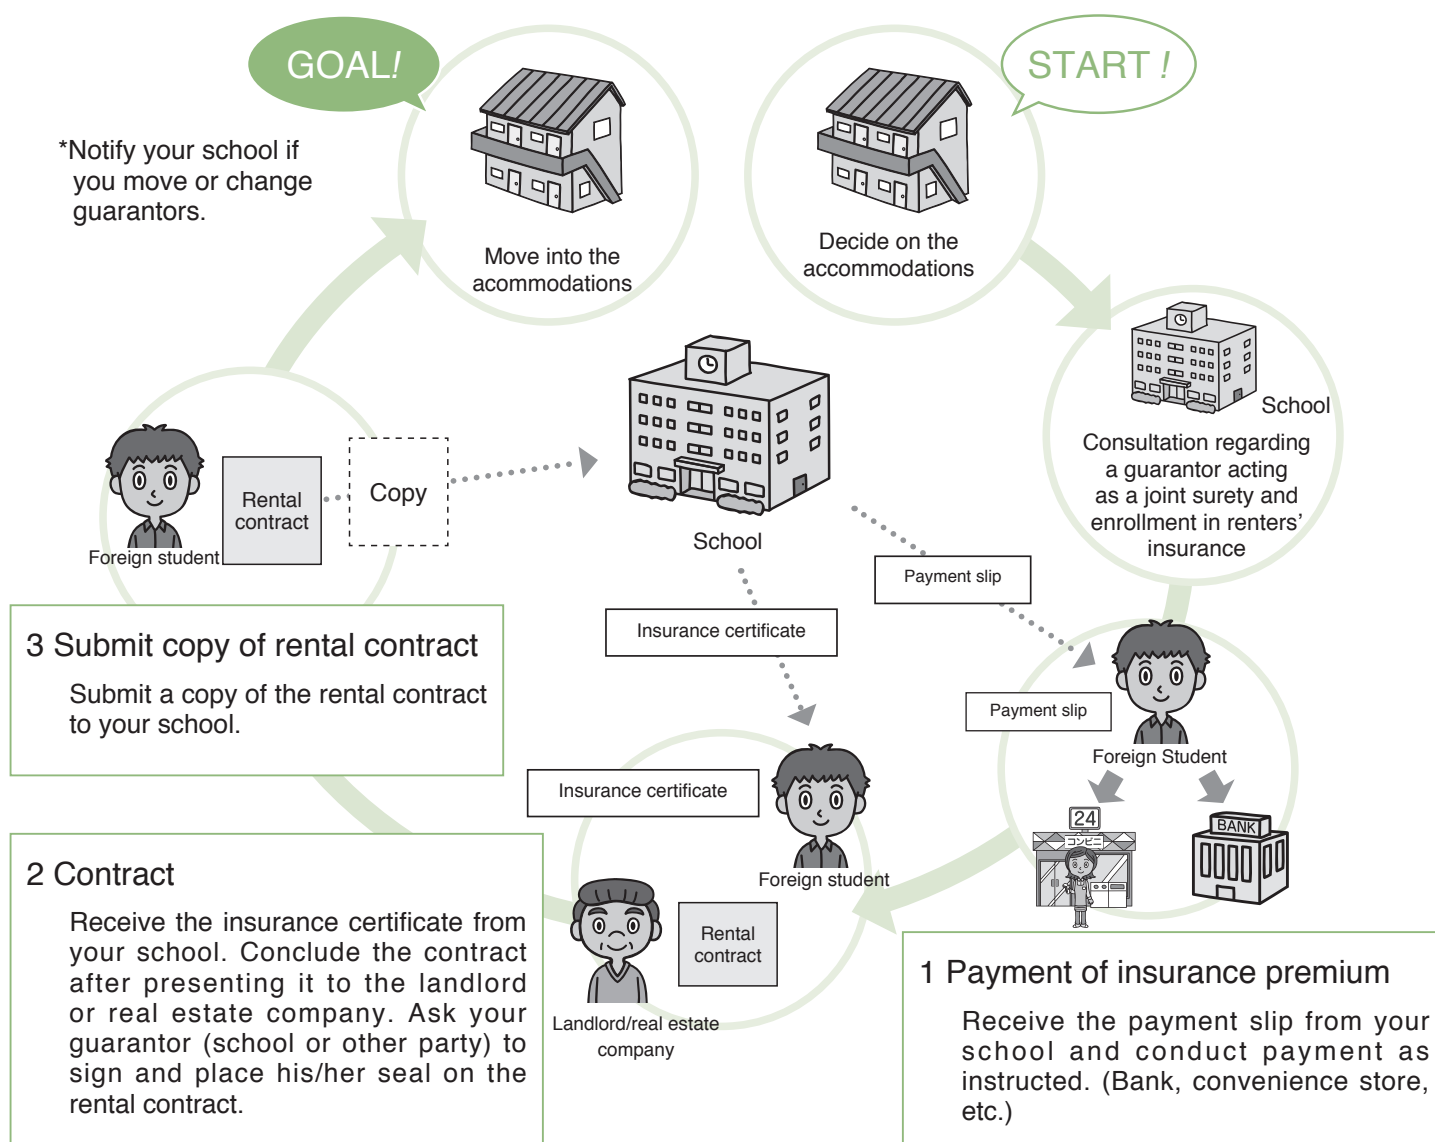 GOAL!
START !
*Notify your school if
you move or change
guarantors.
Move into the
acommodations
Decide on the
accommodations
School
Consultation regarding
a guarantor acting
as a joint surety and
enrollment in renters'
insurance
Foreign student
Rental
contract
Copy
School
Payment slip
Insurance certificate
3 Submit copy of rental contract
Submit a copy of the rental contract
to your school.
Payment slip
Foreign Student
24
コンビニ
BANK
Insurance certificate
Foreign student
Rental
contract
Landlord/real estate
company
2 Contract
Receive the insurance certificate from
your school. Conclude the contract
after presenting it to the landlord
or real estate company. Ask your
guarantor (school or other party) to
sign and place his/her seal on the
rental contract.
1 Payment of insurance premium
Receive the payment slip from your
school and conduct payment as
instructed. (Bank, convenience store,
etc.)